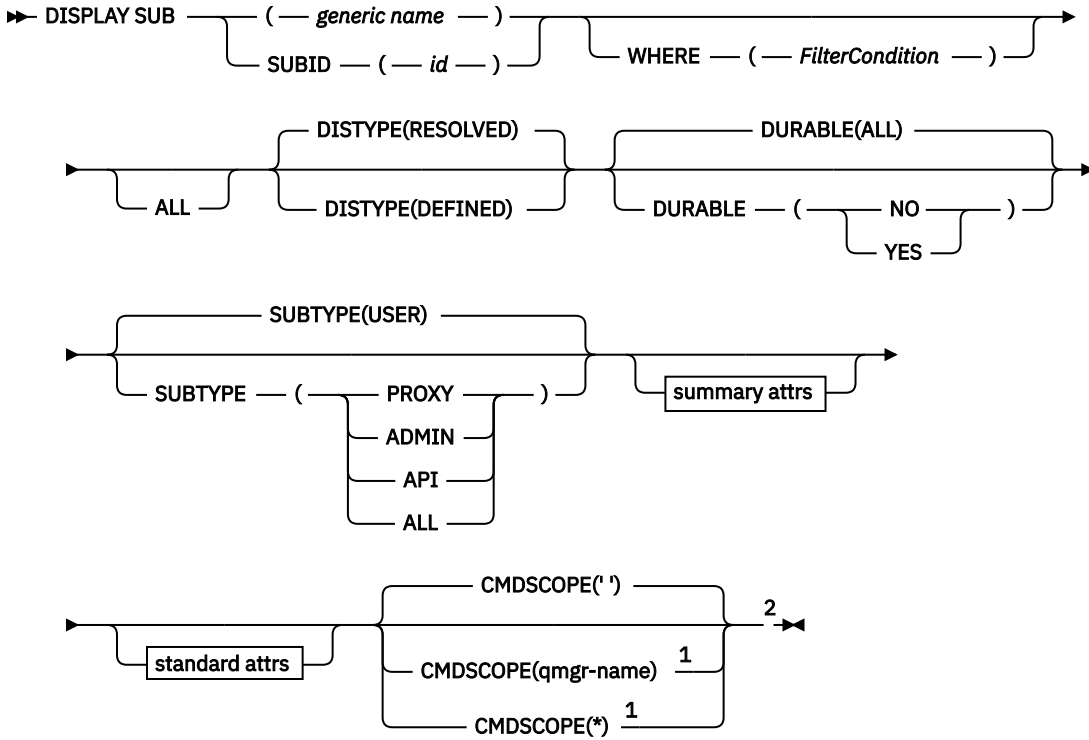 DISPLAY SUB ( generic name )
SUBID ( id )
WHERE ( FilterCondition )
DISTYPE(RESOLVED)
DURABLE(ALL)
ALL
DISTYPE(DEFINED)
DURABLE ( NO )
YES
SUBTYPE(USER)
SUBTYPE ( PROXY )
ADMIN
API
ALL
summary attrs
CMDSCOPE(' ')
2
standard attrs
CMDSCOPE(qmgr-name) 1
CMDSCOPE(*) 1